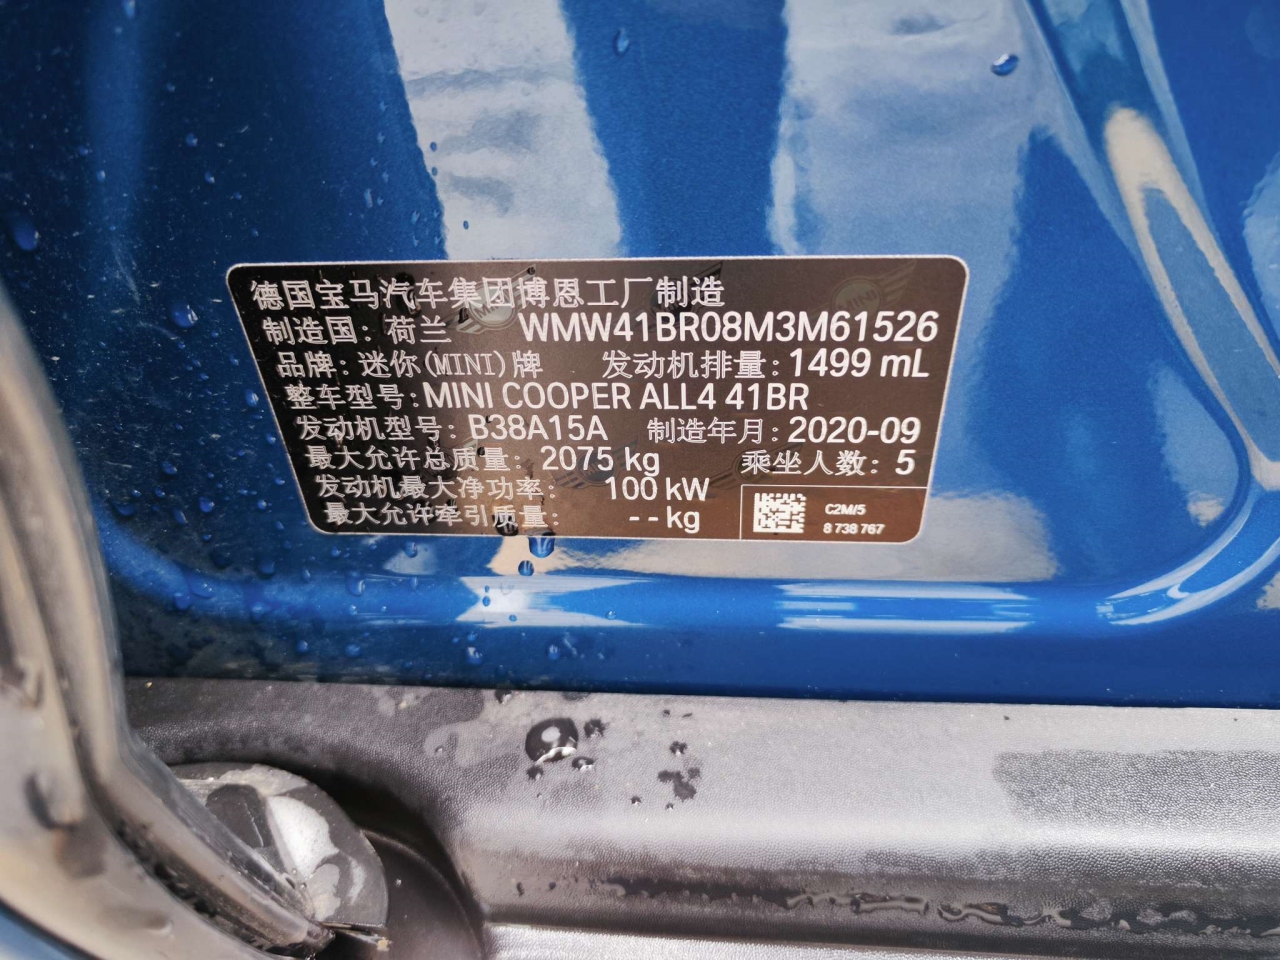 德国宝马汽车集团博恩工厂制造
制造国：荷兰 WMW41BR08M3M61526
品牌：迷你(MINI)牌 发动机排量：1499 mL
整车型号：MINI COOPER ALL4 41BR
发动机型号：B38A15A 制造年月：2020-09
最大允许总质量：2075 kg 乘坐人数：5
发动机最大净功率：100 kW
最大允许牵引质量：-- kg
C2M/5
8 738 767